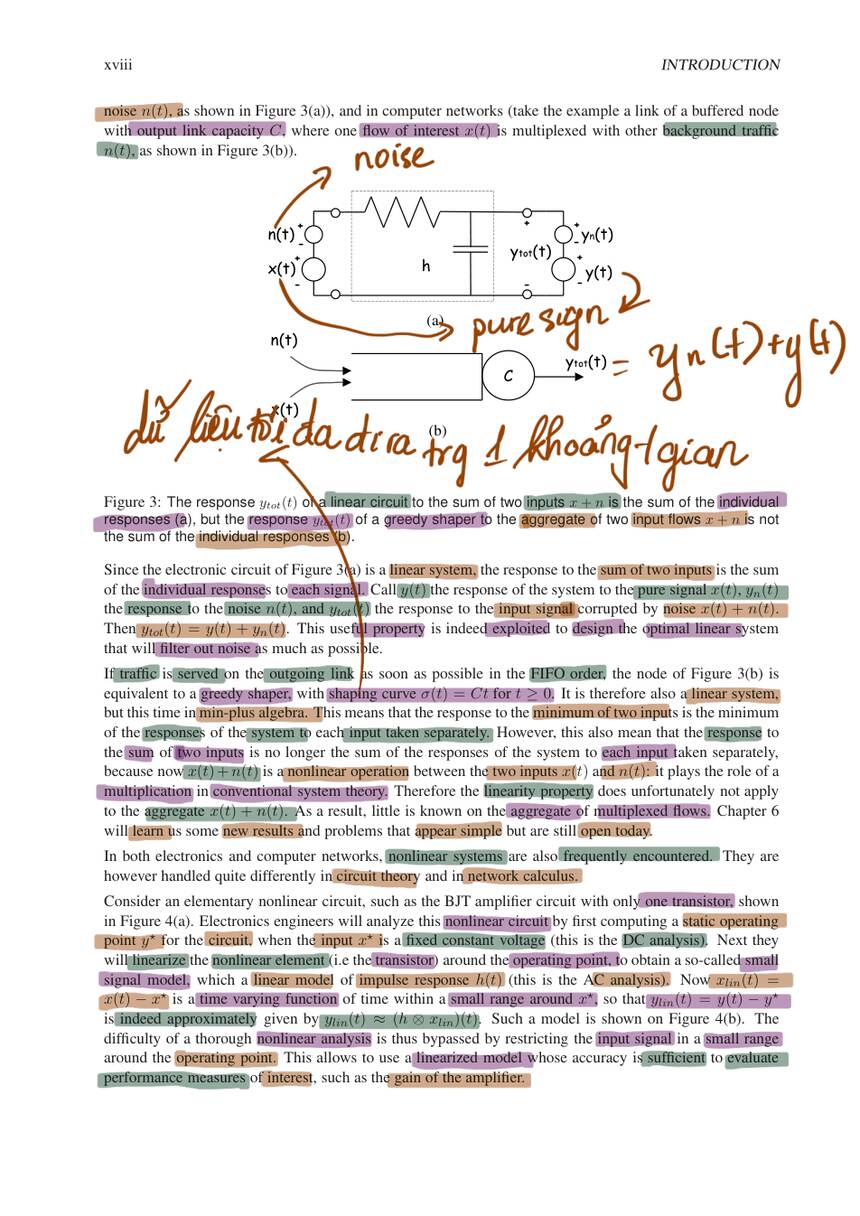 xviii INTRODUCTION
noise n(t), as shown in Figure 3(a)), and in computer networks (take the example a link of a buffered node
with output link capacity C, where one flow of interest x(t) is multiplexed with other background traffic
n(t), as shown in Figure 3(b)).
noise
n(t)
+
-
x(t)
+
-
h
+
ytot(t)
-
+
-
yn(t)
+
-
y(t)
(a)
pure sign
n(t)
x(t)
C
ytot(t)
= yn(t)+y(t)
(b)
dữ liệu tối đa đi ra trg 1 khoảng t gian
Figure 3: The response ytot(t) of a linear circuit to the sum of two inputs x + n is the sum of the individual
responses (a), but the response ytot(t) of a greedy shaper to the aggregate of two input flows x + n is not
the sum of the individual responses (b).
Since the electronic circuit of Figure 3(a) is a linear system, the response to the sum of two inputs is the sum
of the individual responses to each signal. Call y(t) the response of the system to the pure signal x(t), yn(t)
the response to the noise n(t), and ytot(t) the response to the input signal corrupted by noise x(t) + n(t).
Then ytot(t) = y(t) + yn(t). This useful property is indeed exploited to design the optimal linear system
that will filter out noise as much as possible.
If traffic is served on the outgoing link as soon as possible in the FIFO order, the node of Figure 3(b) is
equivalent to a greedy shaper, with shaping curve σ(t) = Ct for t ≥ 0. It is therefore also a linear system,
but this time in min-plus algebra. This means that the response to the minimum of two inputs is the minimum
of the responses of the system to each input taken separately. However, this also mean that the response to
the sum of two inputs is no longer the sum of the responses of the system to each input taken separately,
because now x(t) + n(t) is a nonlinear operation between the two inputs x(t) and n(t): it plays the role of a
multiplication in conventional system theory. Therefore the linearity property does unfortunately not apply
to the aggregate x(t) + n(t). As a result, little is known on the aggregate of multiplexed flows. Chapter 6
will learn us some new results and problems that appear simple but are still open today.
In both electronics and computer networks, nonlinear systems are also frequently encountered. They are
however handled quite differently in circuit theory and in network calculus.
Consider an elementary nonlinear circuit, such as the BJT amplifier circuit with only one transistor, shown
in Figure 4(a). Electronics engineers will analyze this nonlinear circuit by first computing a static operating
point y⋆ for the circuit, when the input x⋆ is a fixed constant voltage (this is the DC analysis). Next they
will linearize the nonlinear element (i.e the transistor) around the operating point, to obtain a so-called small
signal model, which a linear model of impulse response h(t) (this is the AC analysis). Now xlin(t) =
x(t) − x⋆ is a time varying function of time within a small range around x⋆, so that ylin(t) = y(t) − y⋆
is indeed approximately given by ylin(t) ≈ (h ⊗ xlin)(t). Such a model is shown on Figure 4(b). The
difficulty of a thorough nonlinear analysis is thus bypassed by restricting the input signal in a small range
around the operating point. This allows to use a linearized model whose accuracy is sufficient to evaluate
performance measures of interest, such as the gain of the amplifier.